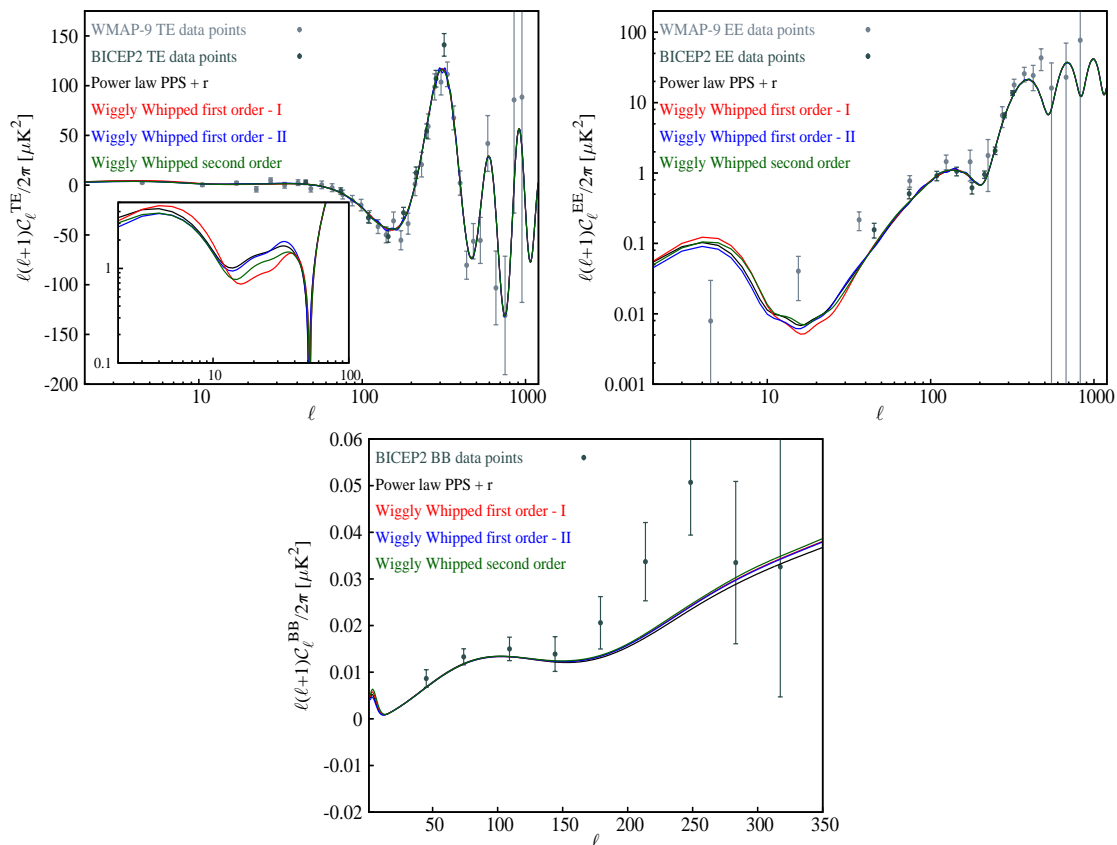 WMAP-9 TE data points
BICEP2 TE data points
Power law PPS + r
Wiggly Whipped first order - I
Wiggly Whipped first order - II
Wiggly Whipped second order
150
100
50
0
-50
-100
-150
-200
10
100
1000
1
0.1
10
100
ℓ
ℓ(ℓ+1)C_ℓ^TE/2π [μK²]
WMAP-9 EE data points
BICEP2 EE data points
Power law PPS + r
Wiggly Whipped first order - I
Wiggly Whipped first order - II
Wiggly Whipped second order
100
10
1
0.1
0.01
0.001
10
100
1000
ℓ
ℓ(ℓ+1)C_ℓ^EE/2π [μK²]
BICEP2 BB data points
Power law PPS + r
Wiggly Whipped first order - I
Wiggly Whipped first order - II
Wiggly Whipped second order
0.06
0.05
0.04
0.03
0.02
0.01
0
-0.01
-0.02
50
100
150
200
250
300
350
ℓ
ℓ(ℓ+1)C_ℓ^BB/2π [μK²]